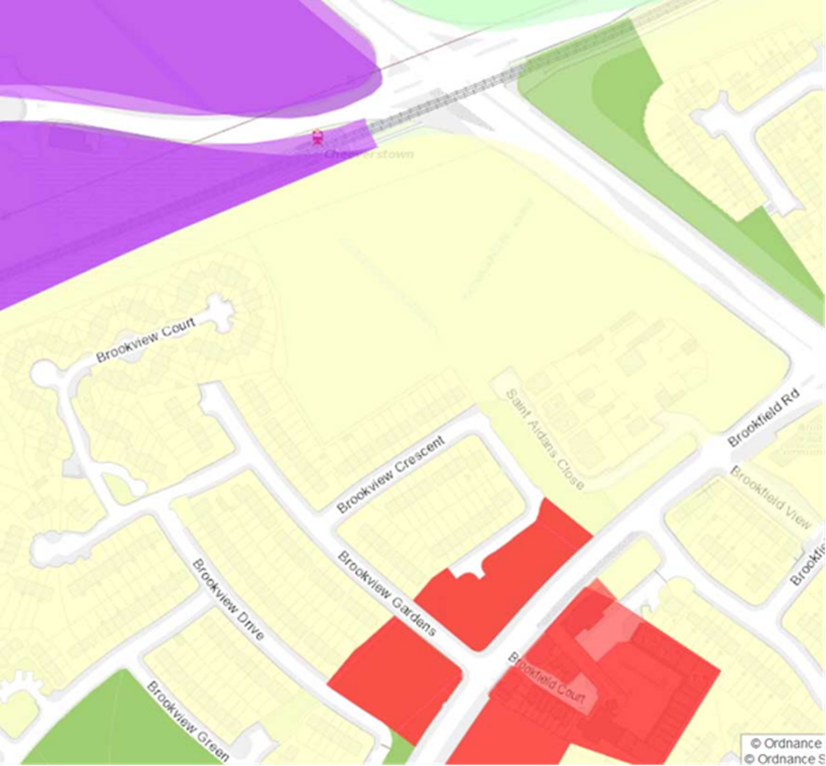 Cheeverstown
Brookview Court
Brookfield Rd
Saint Aidans Close
Brookview Crescent
Brookfield View
Brookview Gardens
Brookview Drive
Brookfield Court
Brookview Green
© Ordnance
© Ordnance S